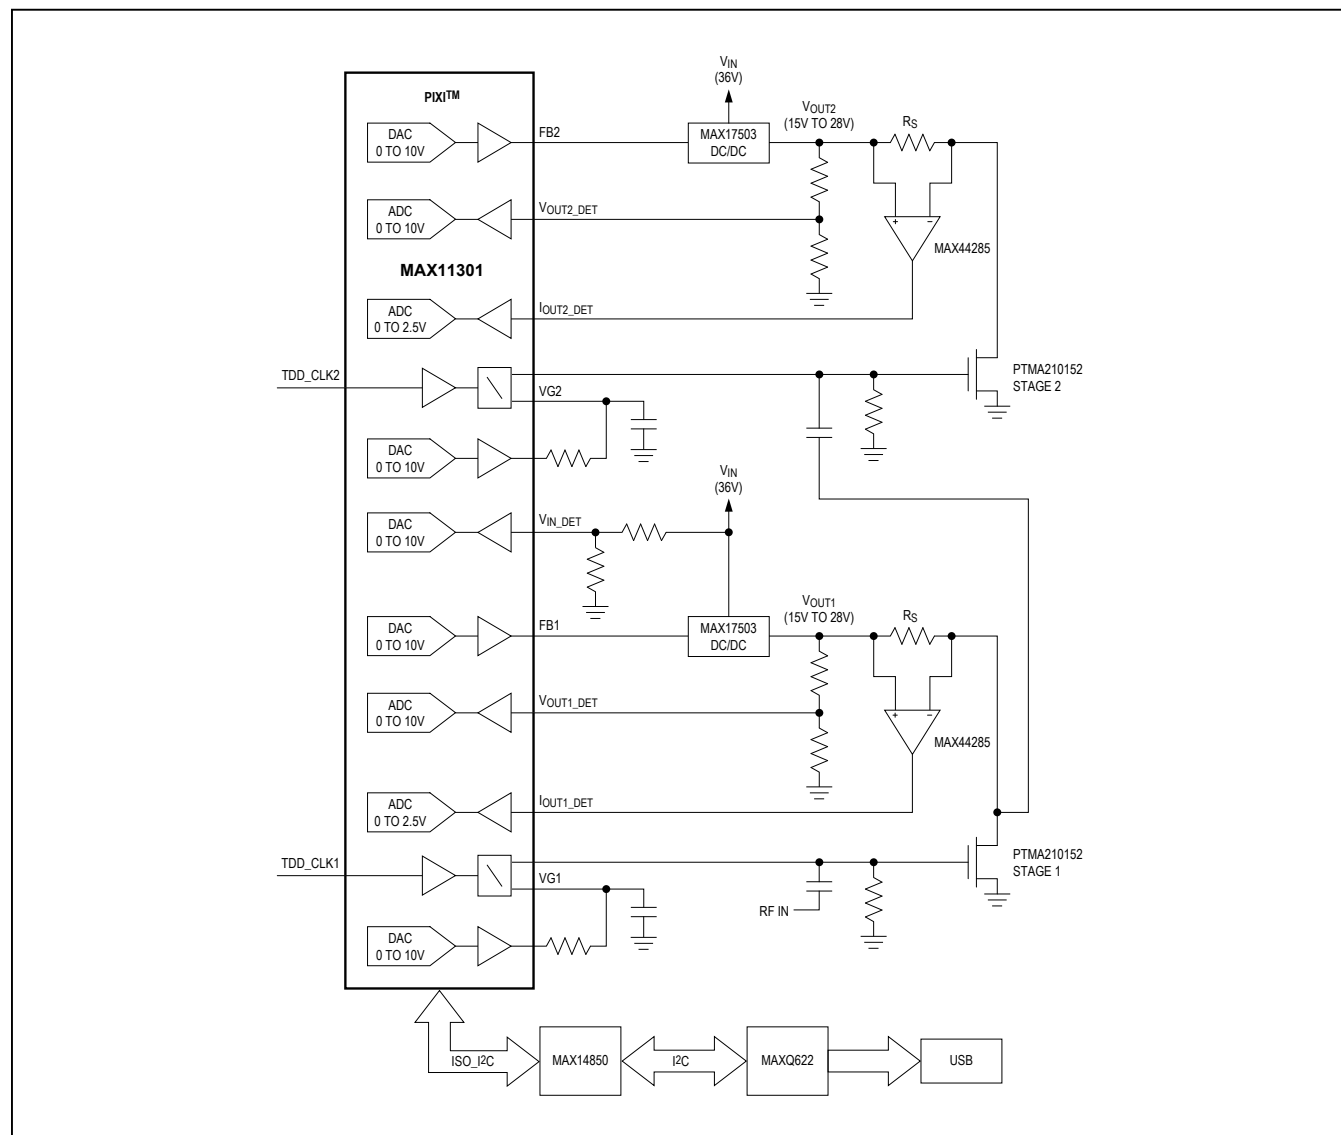 PIXI™
VIN
(36V)
VOUT2
(15V TO 28V)
RS
DAC
0 TO 10V
FB2
MAX17503
DC/DC
ADC
0 TO 10V
VOUT2_DET
+
−
MAX44285
MAX11301
ADC
0 TO 2.5V
IOUT2_DET
TDD_CLK2
VG2
PTMA210152
STAGE 2
DAC
0 TO 10V
VIN
(36V)
DAC
0 TO 10V
VIN_DET
VOUT1
(15V TO 28V)
RS
DAC
0 TO 10V
FB1
MAX17503
DC/DC
ADC
0 TO 10V
VOUT1_DET
+
−
MAX44285
ADC
0 TO 2.5V
IOUT1_DET
TDD_CLK1
VG1
PTMA210152
STAGE 1
RF IN
DAC
0 TO 10V
ISO_I2C
MAX14850
I2C
MAXQ622
USB